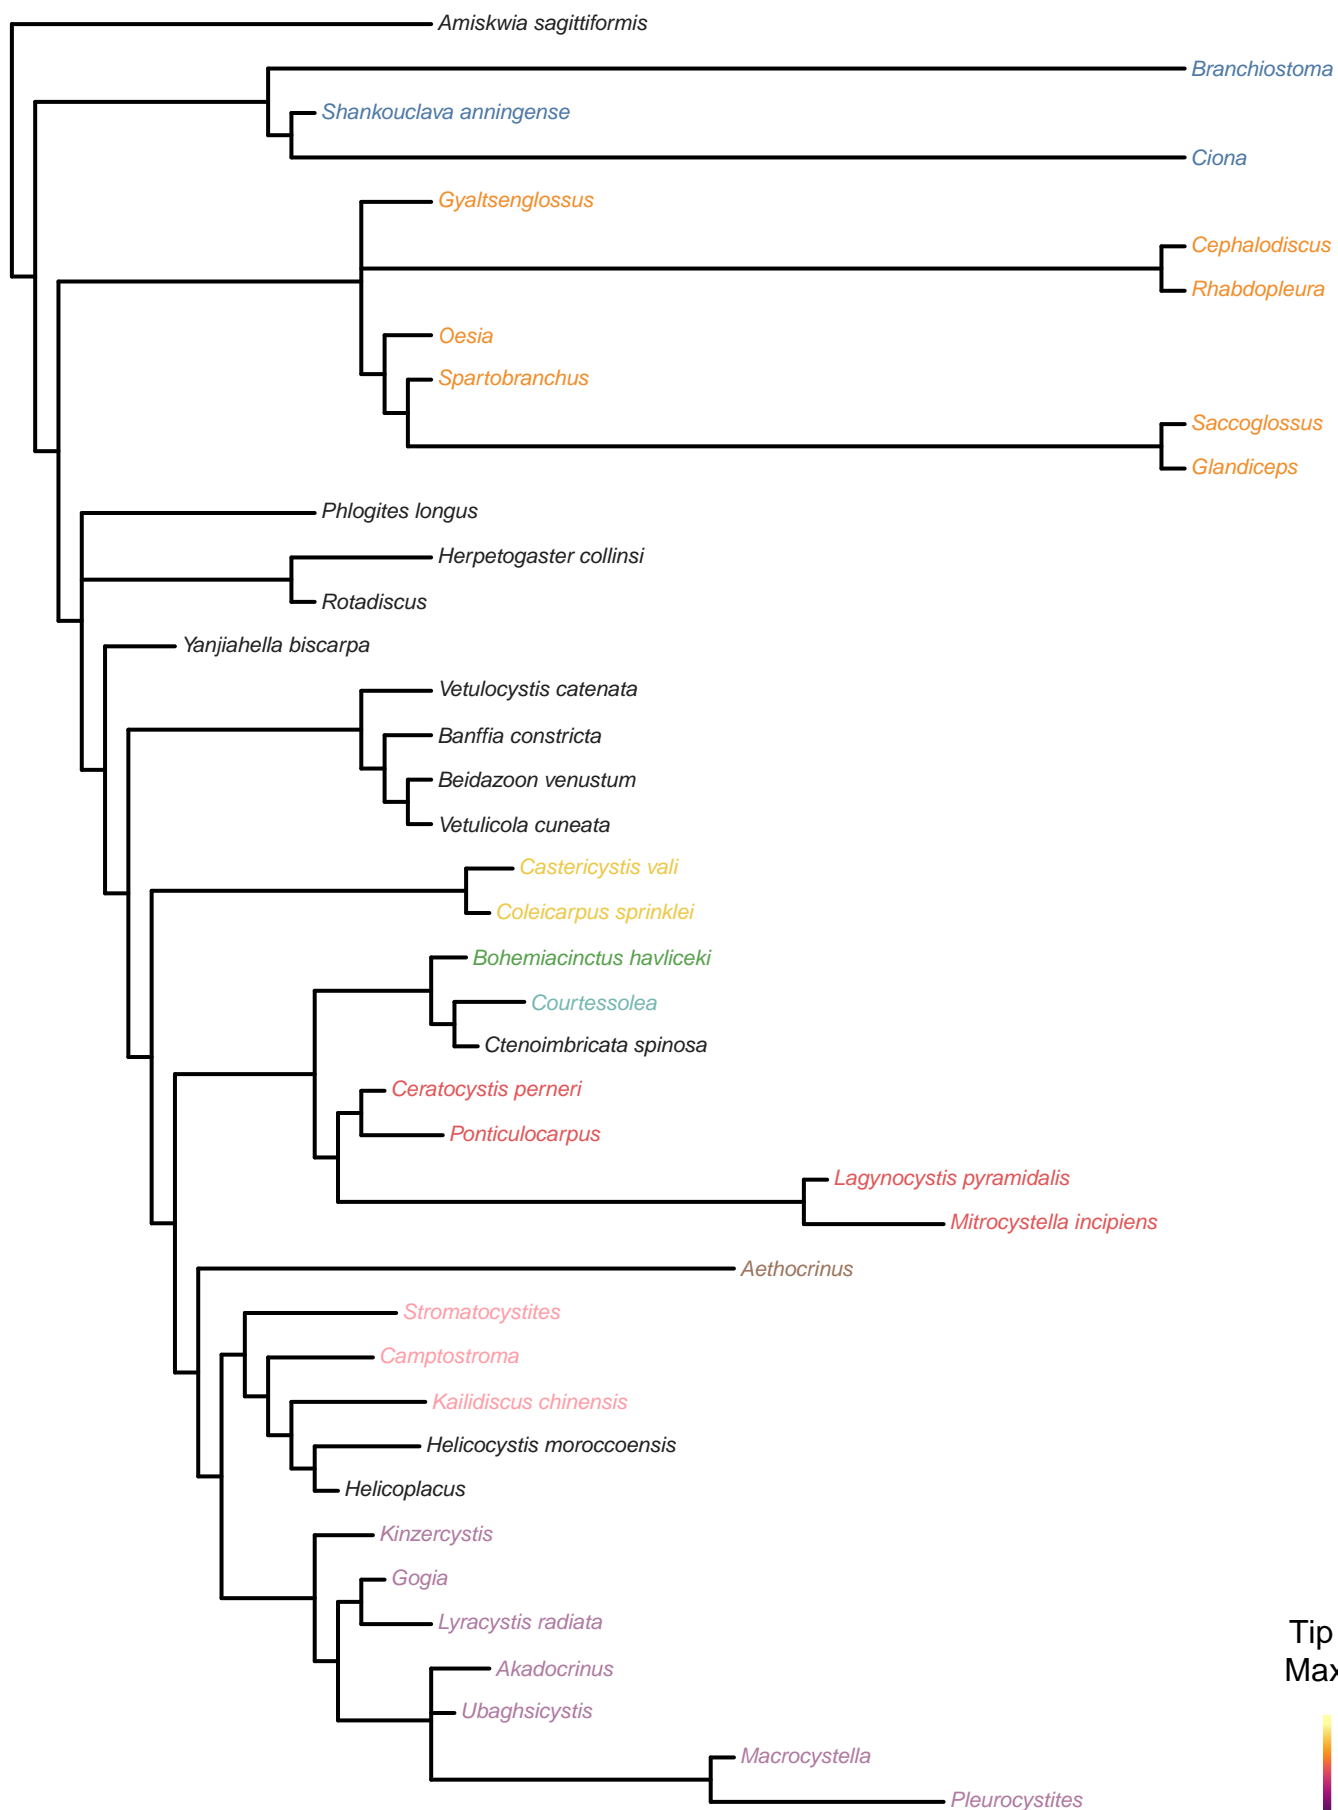 Amiskwia sagittiformis
Branchiostoma
Shankouclava anningense
Ciona
Gyaltsenglossus
Cephalodiscus
Rhabdopleura
Oesia
Spartobranchus
Saccoglossus
Glandiceps
Phlogites longus
Herpetogaster collinsi
Rotadiscus
Yanjiahella biscarpa
Vetulocystis catenata
Banffia constricta
Beidazoon venustum
Vetulicola cuneata
Castericystis vali
Coleicarpus sprinklei
Bohemiacinctus havliceki
Courtessolea
Ctenoimbricata spinosa
Ceratocystis perneri
Ponticulocarpus
Lagynocystis pyramidalis
Mitrocystella incipiens
Aethocrinus
Stromatocystites
Camptostroma
Kailidiscus chinensis
Helicocystis moroccoensis
Helicoplacus
Kinzercystis
Gogia
Lyracystis radiata
Tip
Max
Akadocrinus
Ubaghsicystis
Macrocystella
Pleurocystites